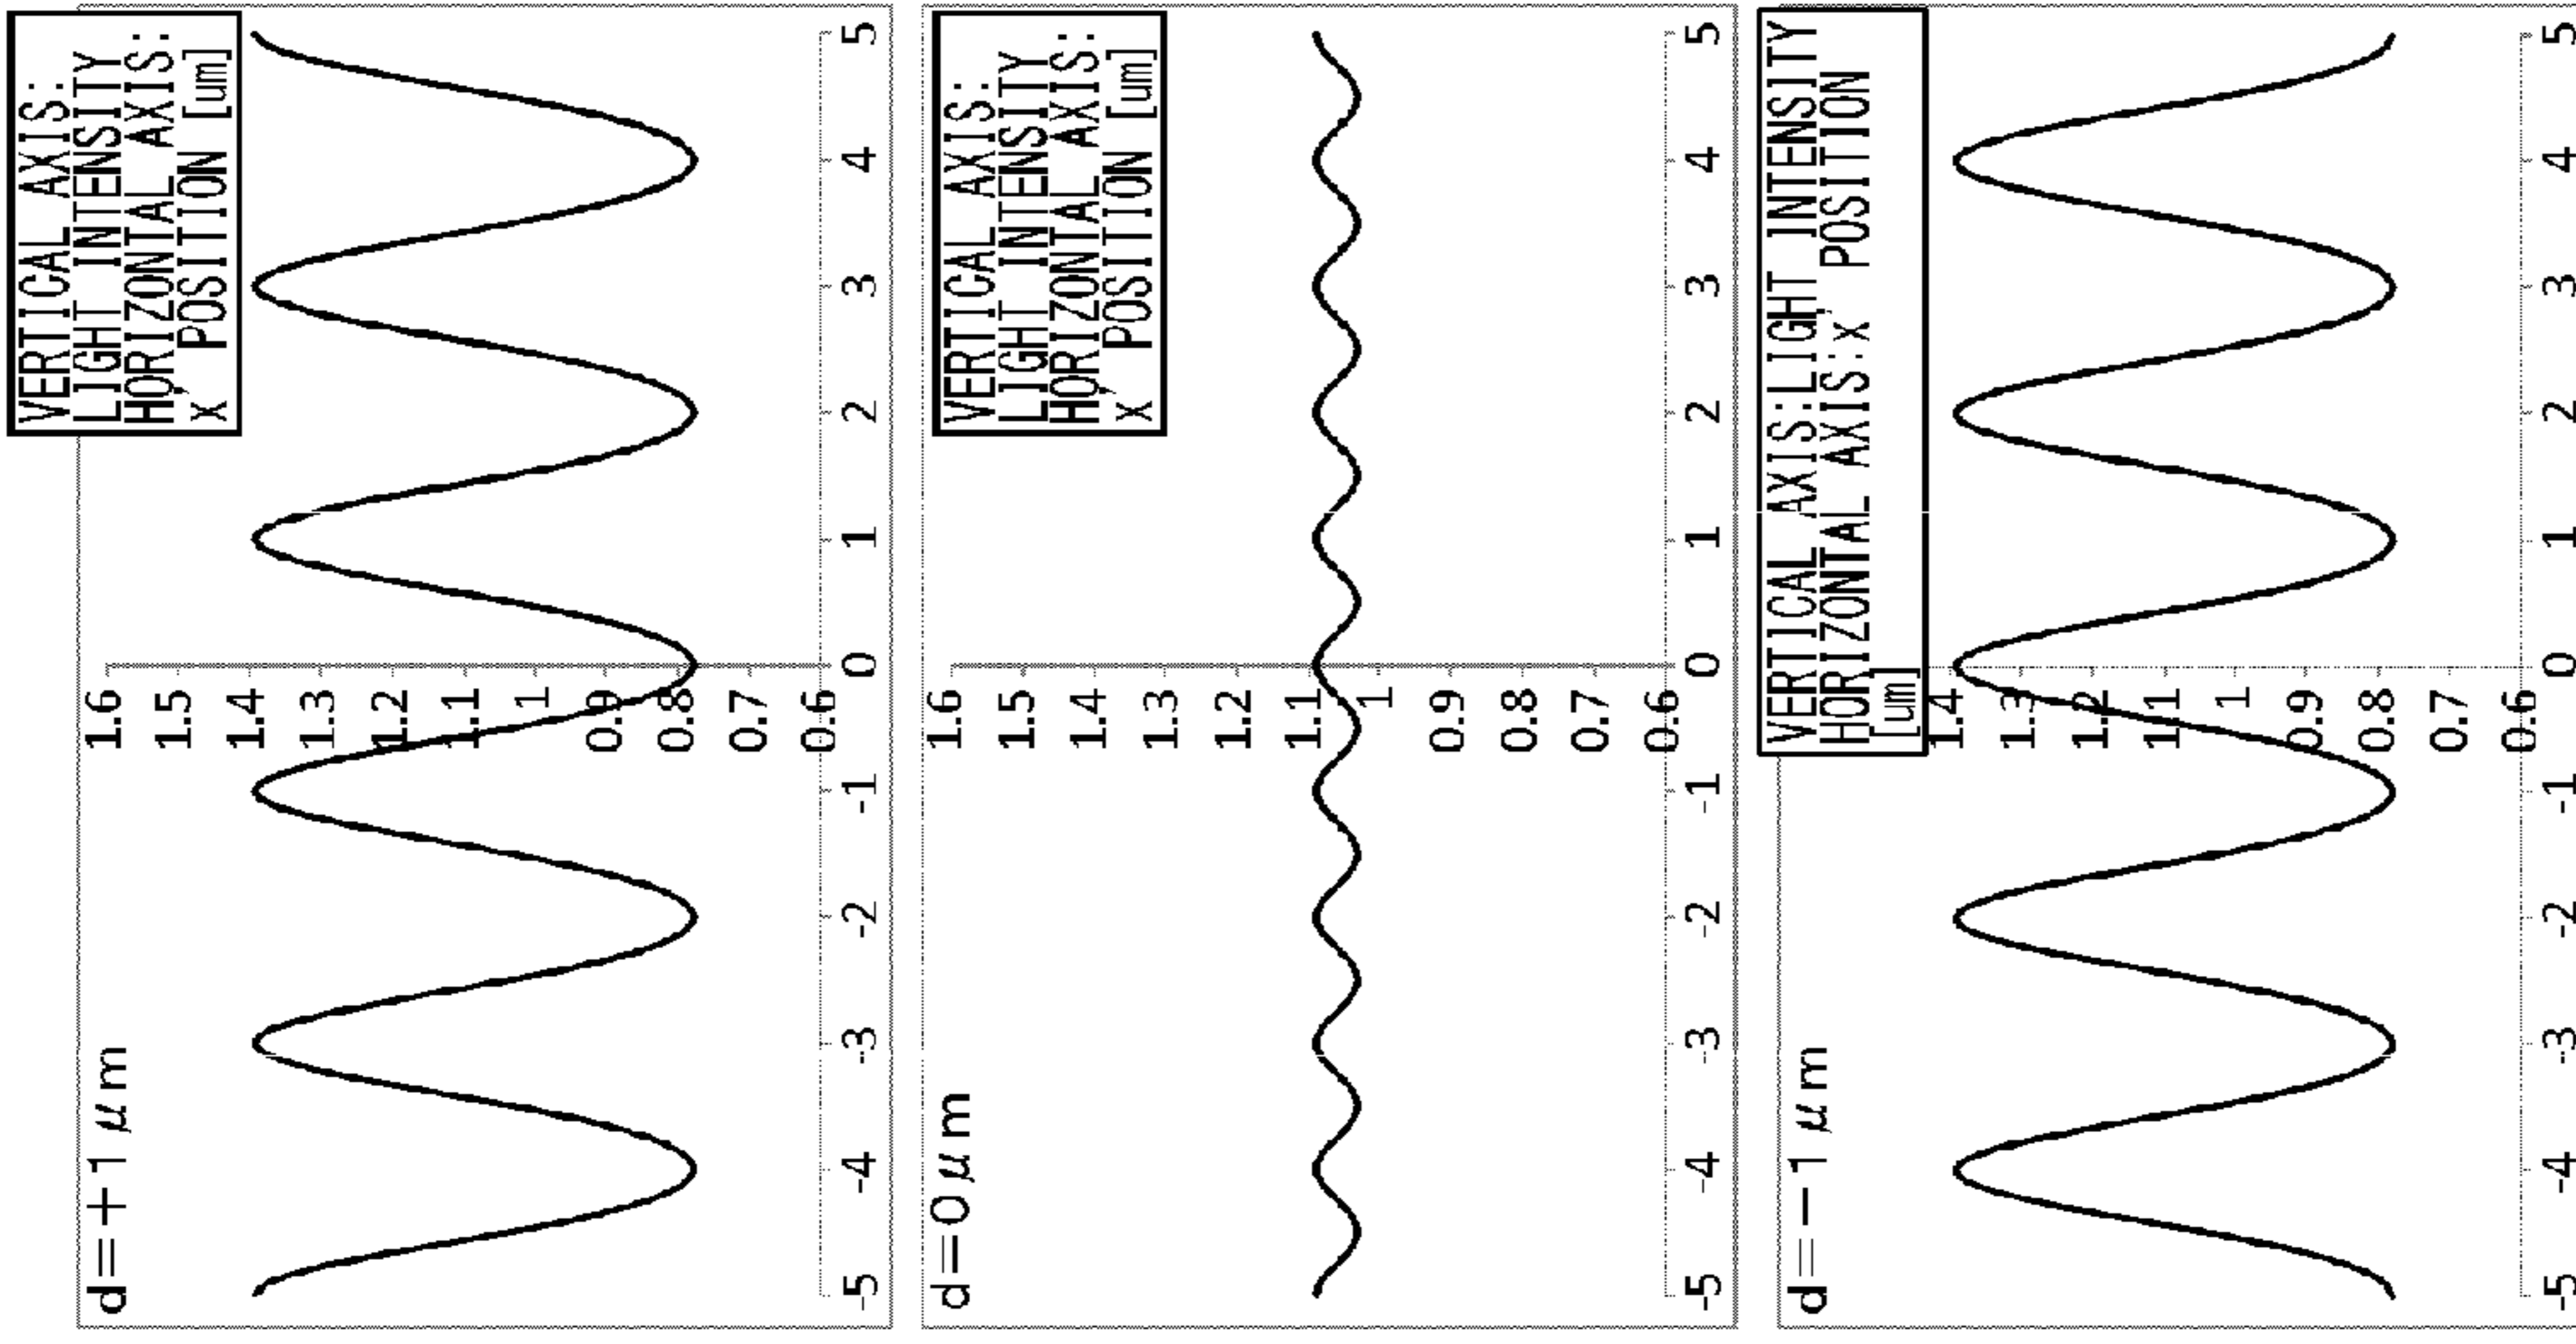 d=+1μm
VERTICAL AXIS:
LIGHT INTENSITY
HORIZONTAL AXIS:
x' POSITION [um]
1.6
1.5
1.4
1.3
1.2
1.1
1
0.9
0.8
0.7
0.6
-5 -4 -3 -2 -1 0 1 2 3 4 5
d=0μm
VERTICAL AXIS:
LIGHT INTENSITY
HORIZONTAL AXIS:
x' POSITION [um]
1.6
1.5
1.4
1.3
1.2
1.1
1
0.9
0.8
0.7
0.6
-5 -4 -3 -2 -1 0 1 2 3 4 5
d=-1μm
VERTICAL AXIS:LIGHT INTENSITY
HORIZONTAL AXIS:x' POSITION
[um]
1.4
1.3
1.2
1.1
1
0.9
0.8
0.7
0.6
-5 -4 -3 -2 -1 0 1 2 3 4 5